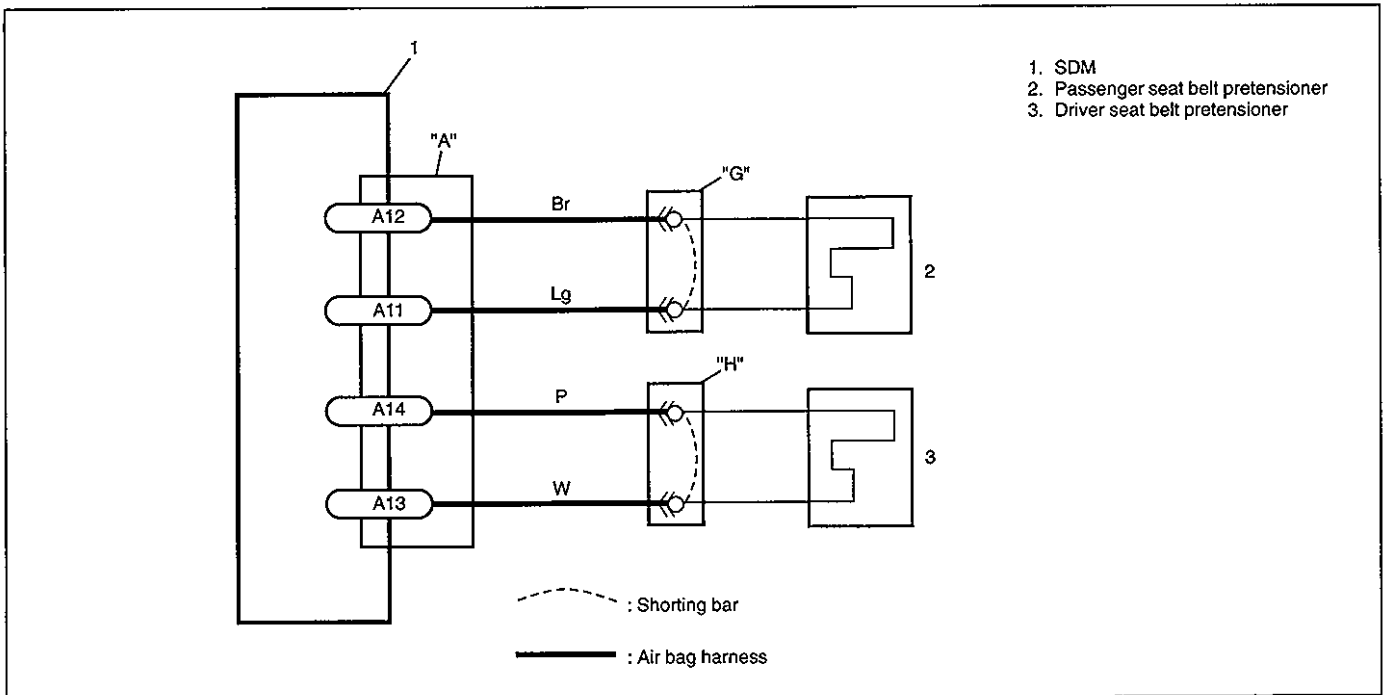 1
1. SDM
2. Passenger seat belt pretensioner
3. Driver seat belt pretensioner
"A"
"G"
A12
Br
A11
Lg
2
"H"
A14
P
A13
W
3
: Shorting bar
: Air bag harness